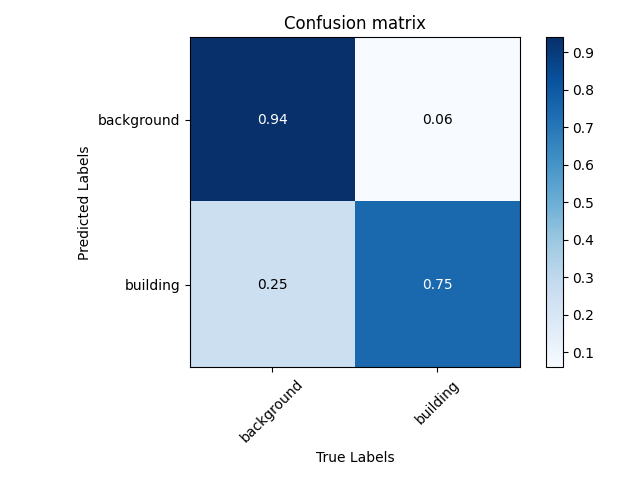 Confusion matrix
Predicted Labels
background
building
0.94
0.06
0.25
0.75
background
building
True Labels
0.9
0.8
0.7
0.6
0.5
0.4
0.3
0.2
0.1